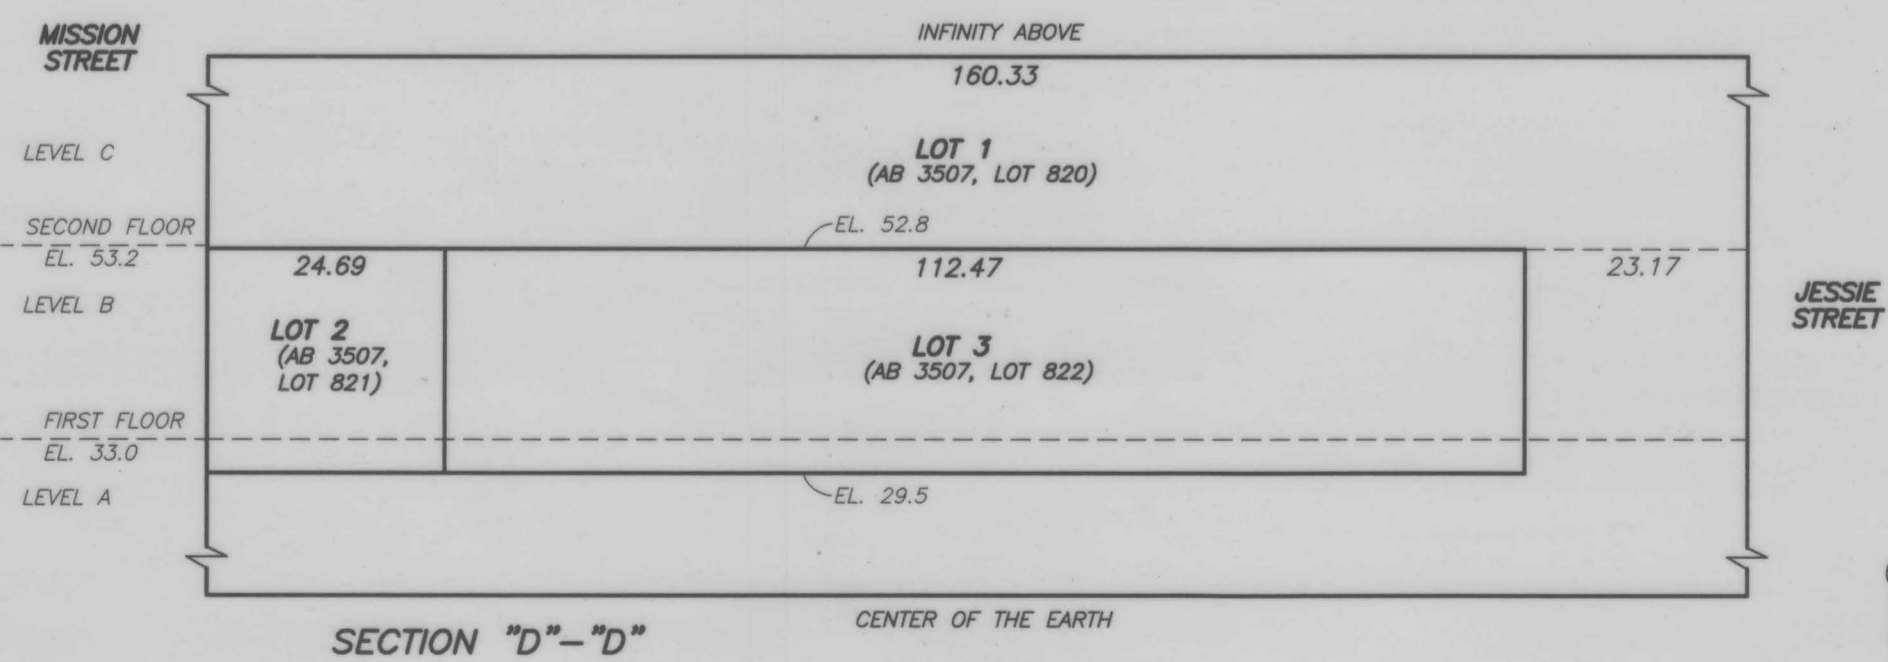 MISSION
STREET
INFINITY ABOVE
160.33
LEVEL C
LOT 1
(AB 3507, LOT 820)
SECOND FLOOR
EL. 52.8
EL. 53.2
24.69
112.47
23.17
LEVEL B
JESSIE
STREET
LOT 2
(AB 3507,
LOT 821)
LOT 3
(AB 3507, LOT 822)
FIRST FLOOR
EL. 33.0
LEVEL A
EL. 29.5
CENTER OF THE EARTH
SECTION "D"–"D"